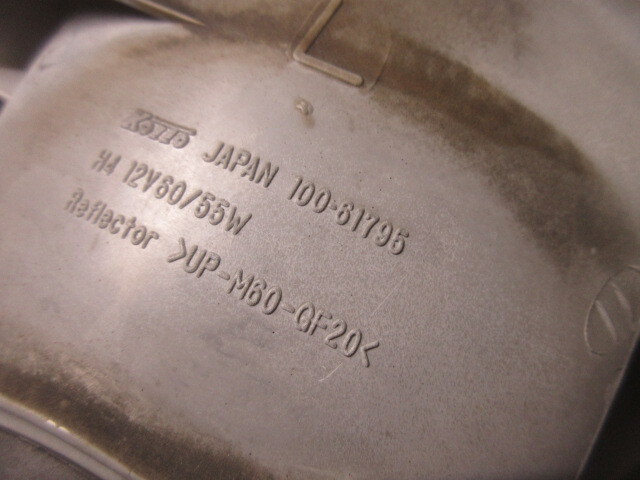 L
Koito JAPAN 100-61795
H4 12V60/55W
Reflector >UP-M60-GF20<